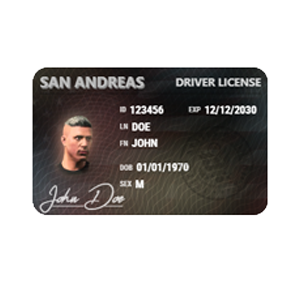 SAN ANDREAS DRIVER LICENSE
ID 123456 EXP 12/12/2030
LN DOE
FN JOHN
DOB 01/01/1970
SEX M
John Doe